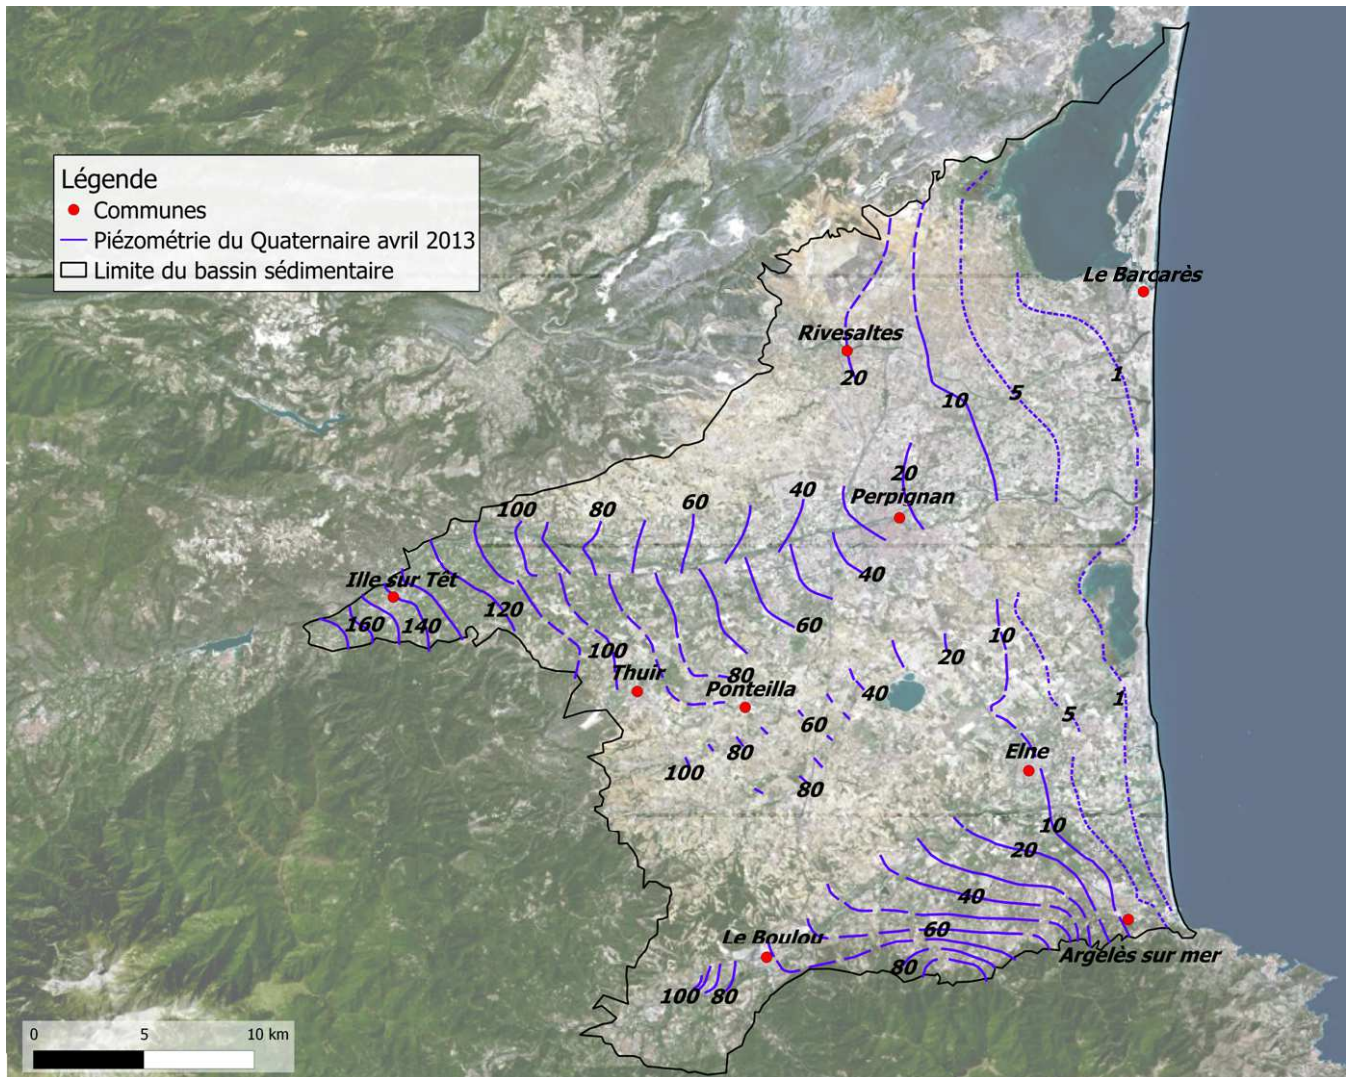 Légende
Communes
Piézométrie du Quaternaire avril 2013
Limite du bassin sédimentaire
Le Barcarès
Rivesaltes
20
1
5
10
20
40
60
80
100
Perpignan
40
Ille sur Têt
160
140
120
60
100
Thuir
80
Ponteilla
20
10
40
60
80
100
80
5
1
Elne
10
20
40
60
Le Boulou
80
100
80
Argelès sur mer
0 5 10 km